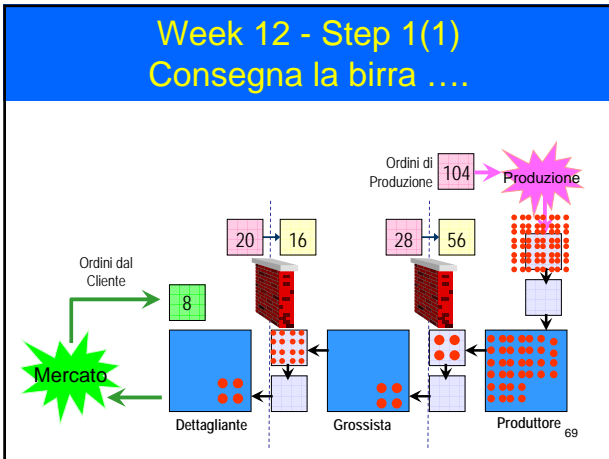 Week 12 - Step 1(1)
Consegna la birra ....
Ordini di
Produzione
104
Produzione
20
16
28
56
Ordini dal
Cliente
8
Mercato
Dettagliante
Grossista
Produttore
69